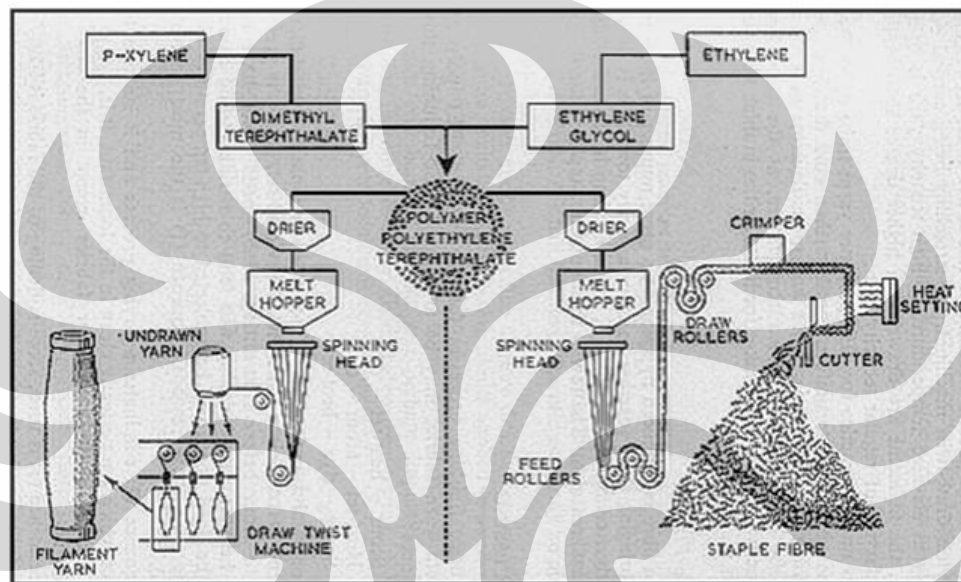 P-XYLENE
ETHYLENE
DIMETHYL
TEREPHTHALATE
ETHYLENE
GLYCOL
POLYMER
POLYETHYLENE
TEREPHTHALATE
DRIER
DRIER
MELT
HOPPER
MELT
HOPPER
CRIMPER
HEAT
SETTING
DRAW
ROLLERS
CUTTER
UNDRAWN
YARN
SPINNING
HEAD
SPINNING
HEAD
FEED
ROLLERS
FILAMENT
YARN
DRAW TWIST
MACHINE
STAPLE FIBRE